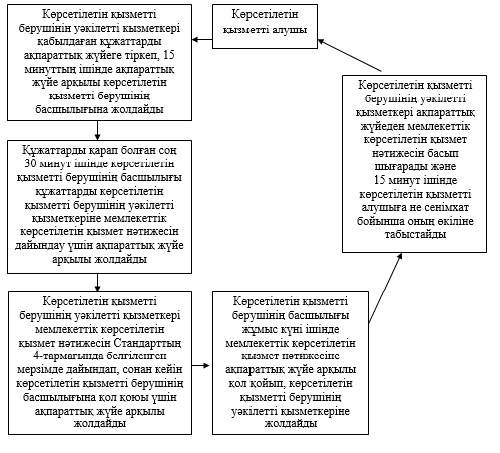 Көрсетілетін
қызметті алушы
Көрсетілетін қызметті
берушінің уәкілетті қызметкері
қабылдаған құжаттарды
ақпараттық жүйеге тіркеп, 15
минуттың ішінде ақпараттық
жүйе арқылы көрсетілетін
қызметті берушінің
басшылығына жолдайды
Құжаттарды қарап болған соң
30 минут ішінде көрсетілетін
қызметті берушінің басшылығы
құжаттарды көрсетілетін
қызметті берушінің уәкілетті
қызметкеріне мемлекеттік
көрсетілетін қызмет нәтижесін
дайындау үшін ақпараттық жүйе
арқылы жолдайды
Көрсетілетін қызметті
берушінің уәкілетті қызметкері
мемлекеттік көрсетілетін
қызмет нәтижесін Стандарттың
4-тармағында белгіленген
мерзімде дайындап, сонан кейін
көрсетілетін қызметті берушінің
басшылығына қол қоюы үшін
ақпараттық жүйе арқылы
жолдайды
Көрсетілетін қызметті
берушінің басшылығы
жұмыс күні ішінде
мемлекеттік көрсетілетін
қызмет нәтижесіне
ақпараттық жүйе арқылы
қол қойып, көрсетілетін
қызметті берушінің
уәкілетті қызметкеріне
жолдайды
Көрсетілетін қызметті
берушінің уәкілетті
қызметкері ақпараттық
жүйеден мемлекеттік
көрсетілетін қызмет
нәтижесін басып
шығарады және
15 минут ішінде
көрсетілетін қызметті
алушыға не сенімхат
бойынша оның өкіліне
табыстайды